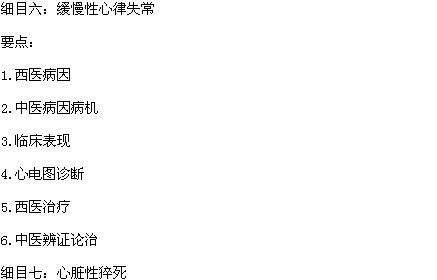 细目六：缓慢性心律失常
要点：
1.西医病因
2.中医病因病机
3.临床表现
4.心电图诊断
5.西医治疗
6.中医辨证论治
细目七：心脏性猝死